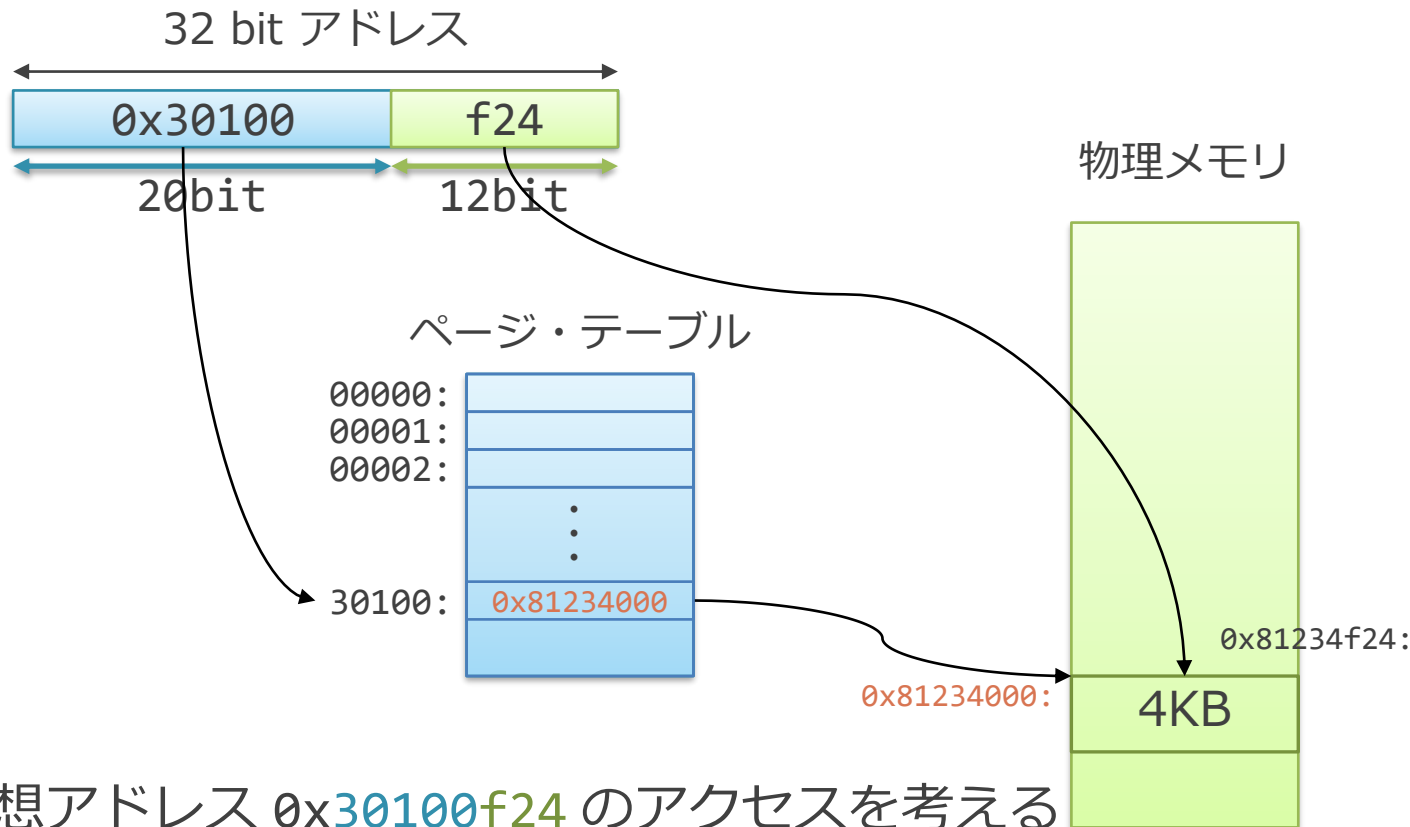 32 bit アドレス
0x30100
f24
20bit
12bit
物理メモリ
ページ・テーブル
00000:
00001:
00002:
30100:
0x81234000
0x81234f24:
0x81234000:
4KB
想アドレス 0x30100f24 のアクセスを考える